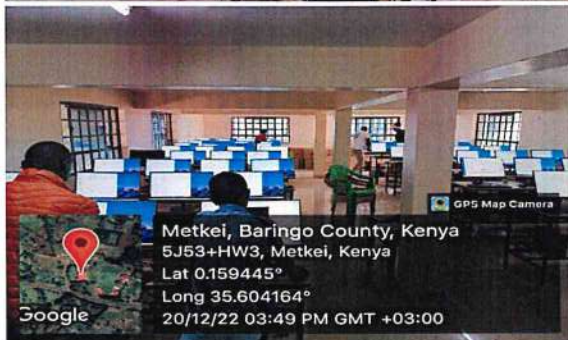 GPS Map Camera
Metkei, Baringo County, Kenya
5J53+HW3, Metkei, Kenya
Lat 0.159445°
Long 35.604164°
20/12/22 03:49 PM GMT +03:00
Google